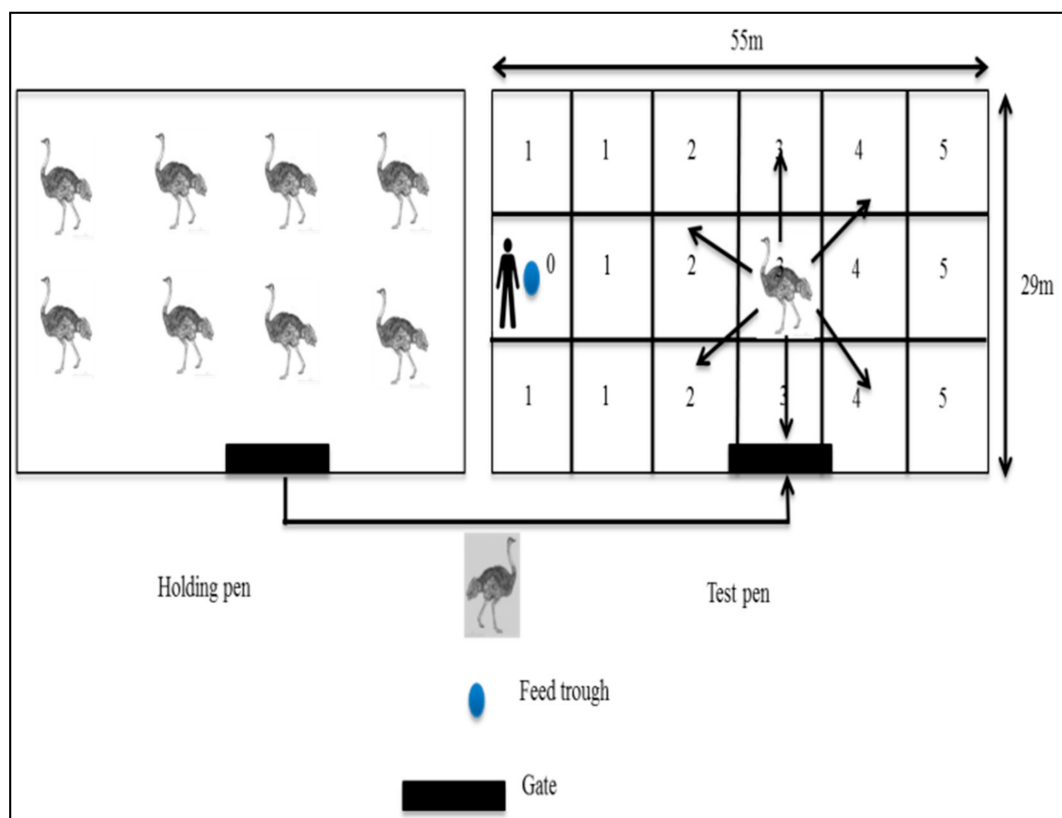 55m
1 1 2 3 4 5
0 1 2 3 4 5
29m
1 1 2 3 4 5
Holding pen
Test pen
Feed trough
Gate